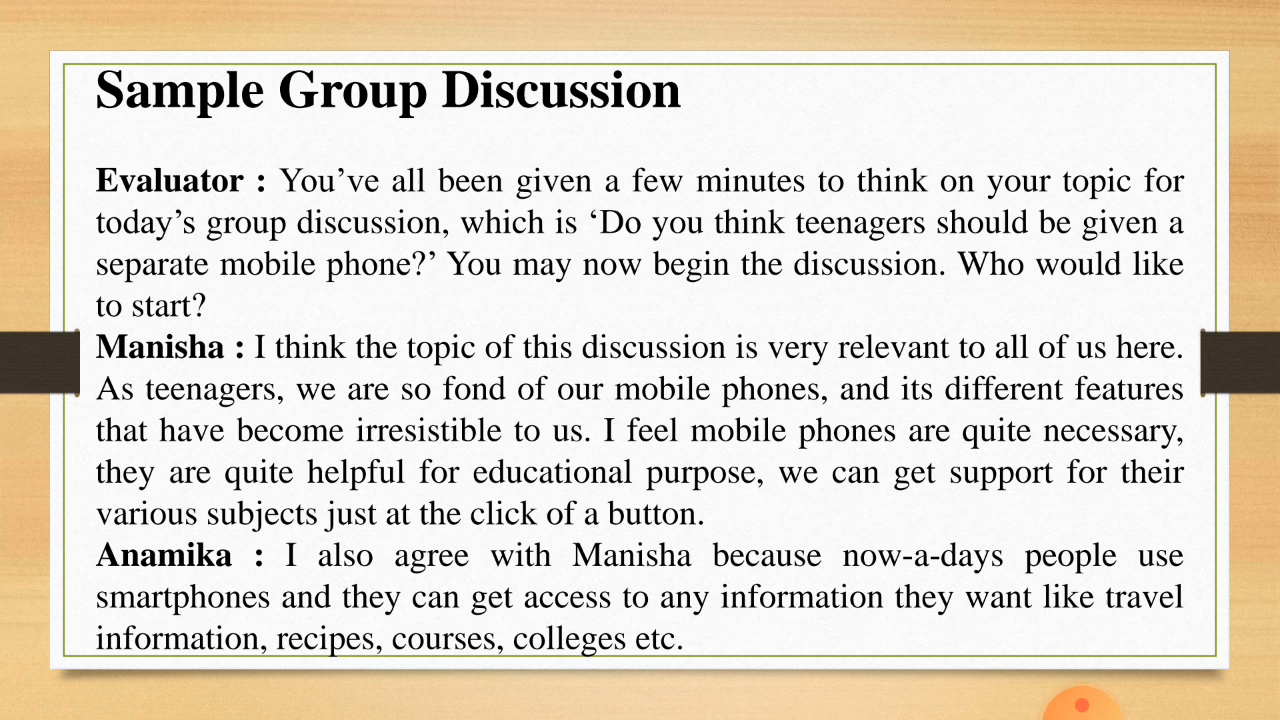 Sample Group Discussion
Evaluator : You’ve all been given a few minutes to think on your topic for
today’s group discussion, which is ‘Do you think teenagers should be given a
separate mobile phone?’ You may now begin the discussion. Who would like
to start?
Manisha : I think the topic of this discussion is very relevant to all of us here.
As teenagers, we are so fond of our mobile phones, and its different features
that have become irresistible to us. I feel mobile phones are quite necessary,
they are quite helpful for educational purpose, we can get support for their
various subjects just at the click of a button.
Anamika : I also agree with Manisha because now-a-days people use
smartphones and they can get access to any information they want like travel
information, recipes, courses, colleges etc.